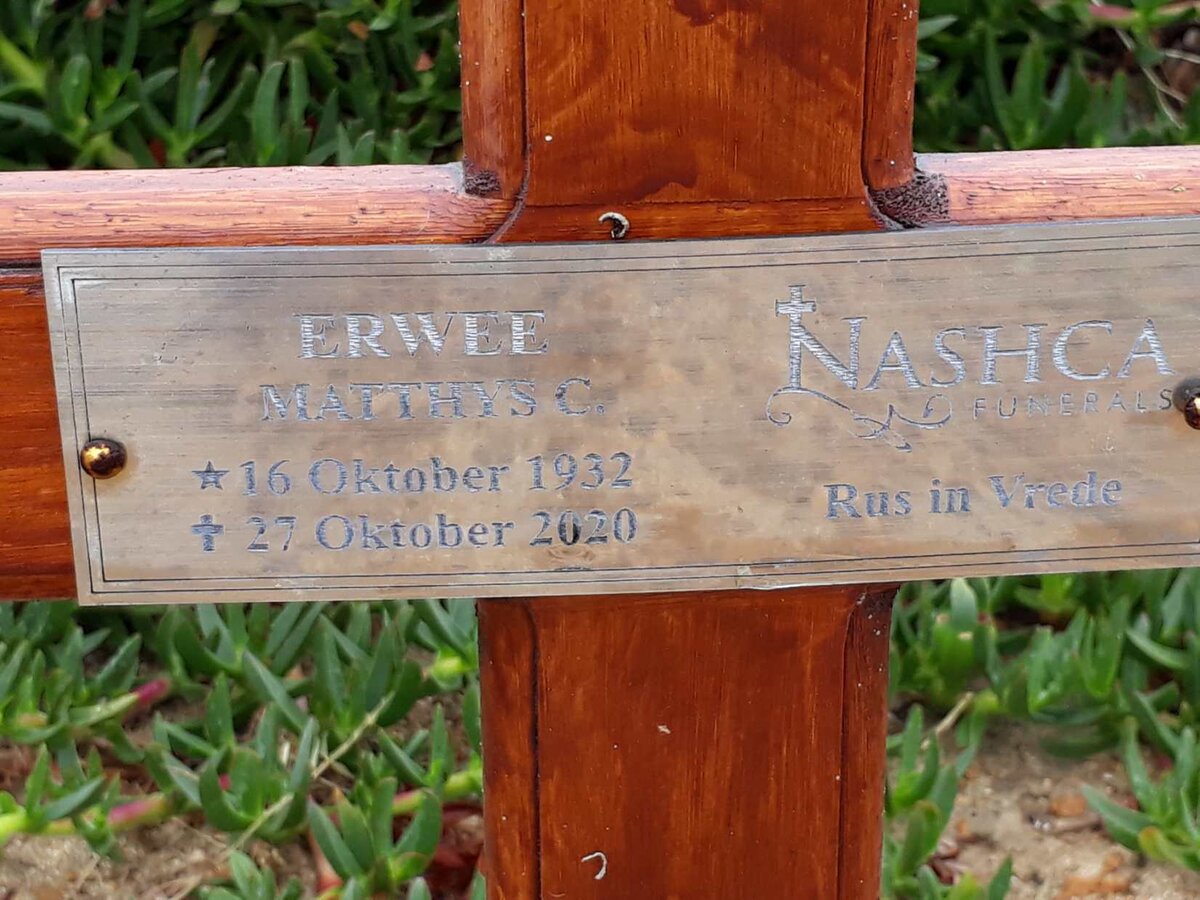 ERWEE
MATTHYS C.
16 Oktober 1932
27 Oktober 2020
NASHCA
FUNERALS
Rus in Vrede